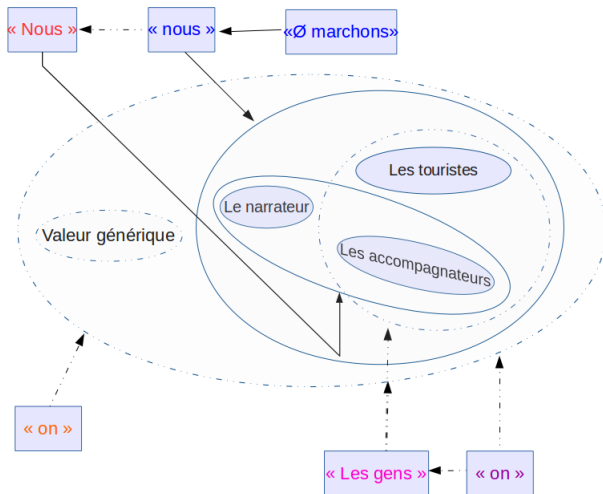 « Nous »
« nous »
«Ø marchons»
Les touristes
Le narrateur
Valeur générique
Les accompagnateurs
« on »
« Les gens »
« on »